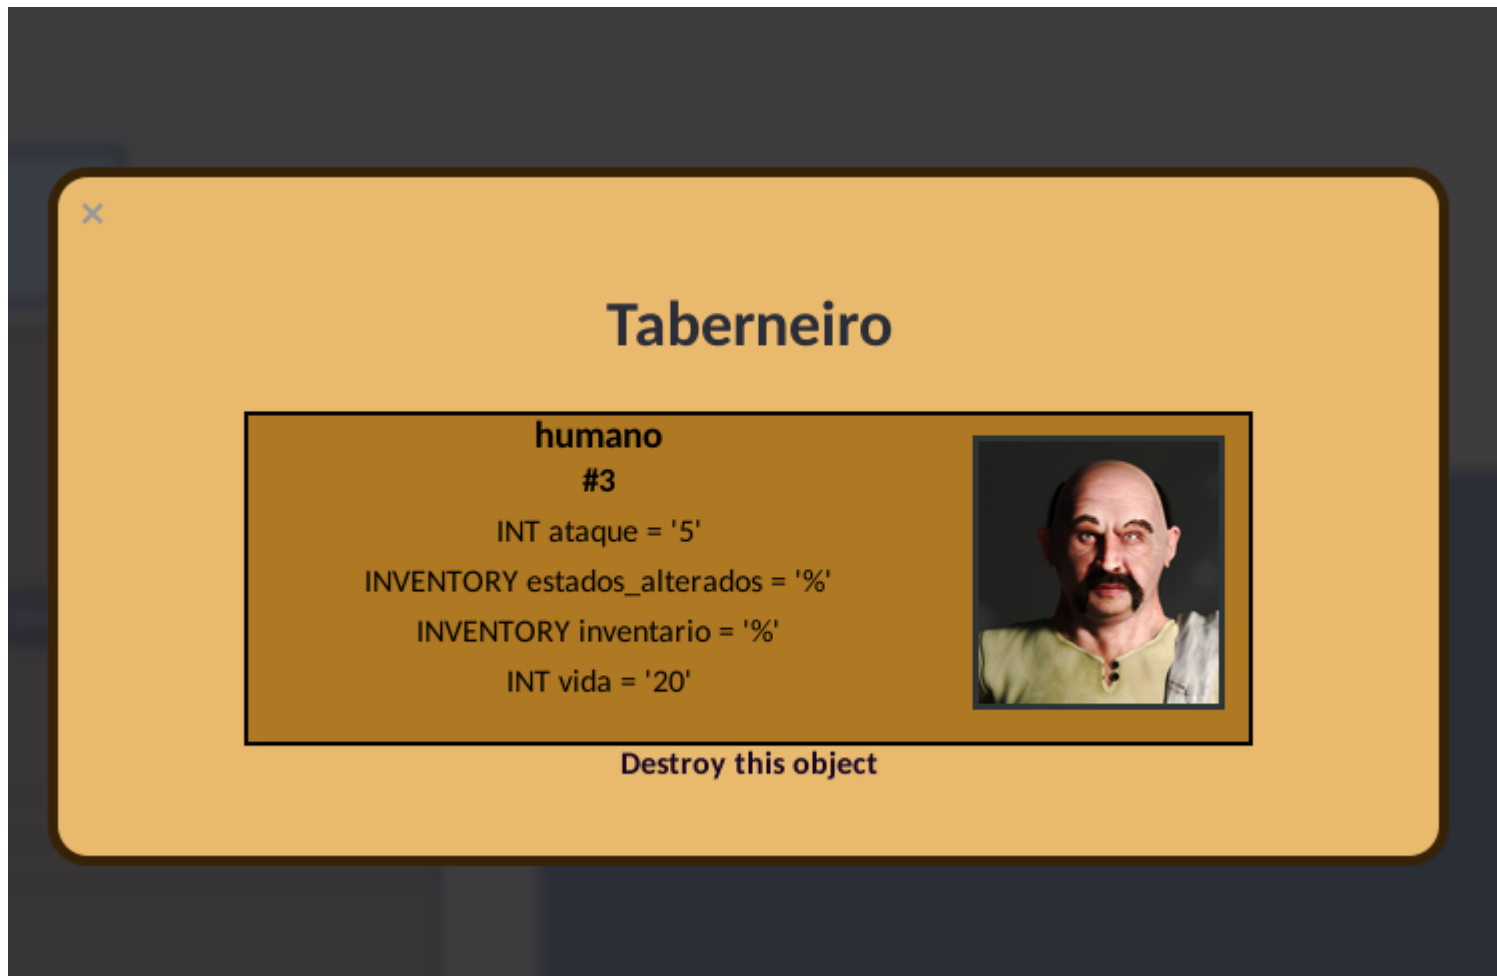 ×
Taberneiro
humano
#3
INT ataque = '5'
INVENTORY estados_alterados = '%'
INVENTORY inventario = '%'
INT vida = '20'
Destroy this object